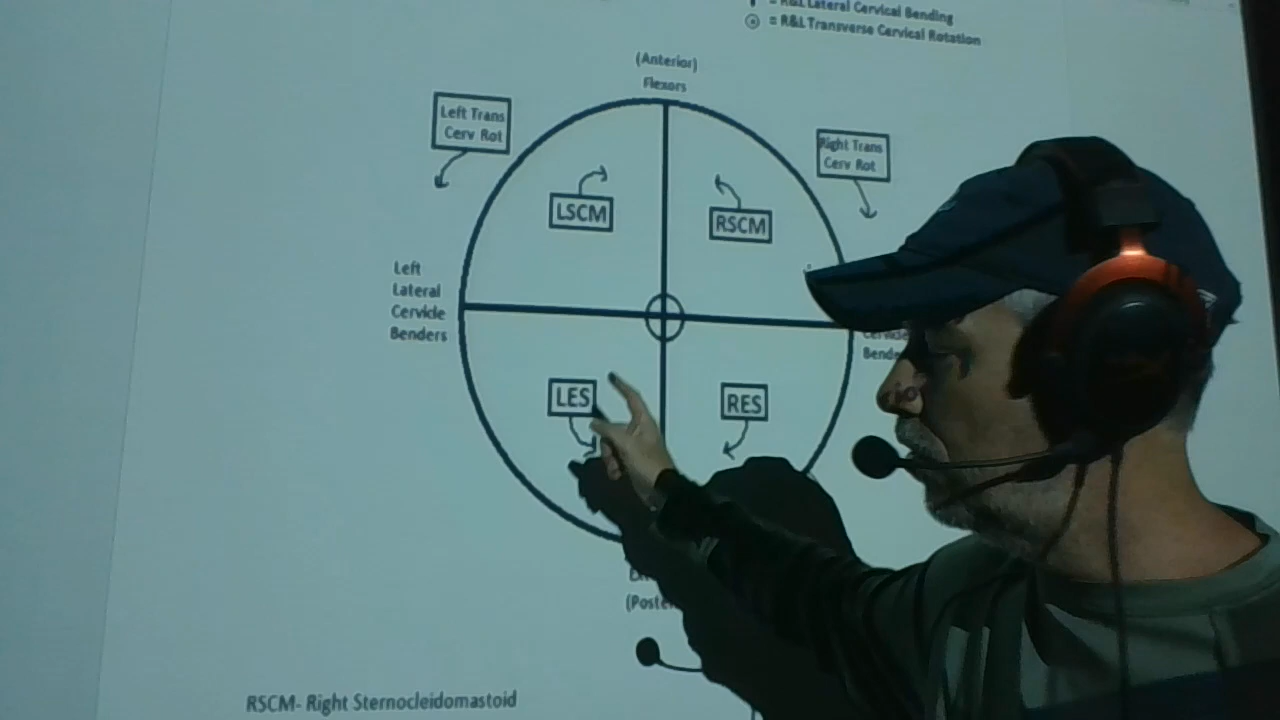 = R&L Lateral Cervical Bending
= R&L Transverse Cervical Rotation
(Anterior)
Flexors
Left Trans
Cerv Rot
Right Trans
Cerv Rot
LSCM
RSCM
Left
Lateral
Cervicle
Benders
LES
RES
RSCM- Right Sternocleidomastoid